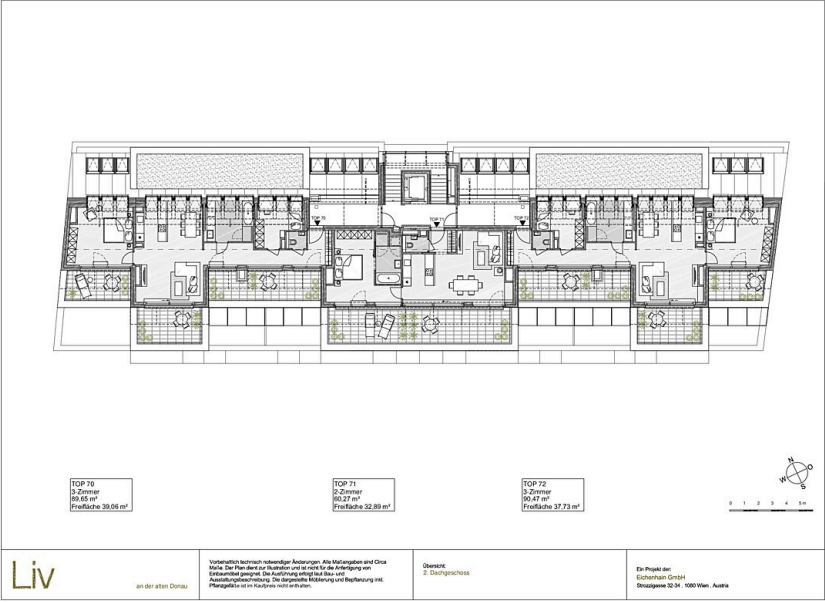 TOP 70
TOP 71
TOP 72
TOP 70
3-Zimmer
89,65 m²
Freifläche 39,06 m²
TOP 71
2-Zimmer
60,27 m²
Freifläche 32,89 m²
TOP 72
3-Zimmer
90,47 m²
Freifläche 37,73 m²
N
O
W
S
0 1 2 3 4 5 m
Liv
an der alten Donau
Vorbehaltlich technisch notwendiger Änderungen. Alle Maßangaben sind Circa
Maße. Der Plan dient zur Illustration und ist nicht für die Anfertigung von
Einbaumöbel geeignet. Die Ausführung erfolgt laut Bau- und
Ausstattungsbeschreibung. Die dargestellte Möblierung und Bepflanzung inkl.
Pflanzgefäße ist im Kaufpreis nicht enthalten.
Übersicht:
2. Dachgeschoss
Ein Projekt der:
Eichenhain GmbH
Strozzigasse 32-34 . 1080 Wien . Austria